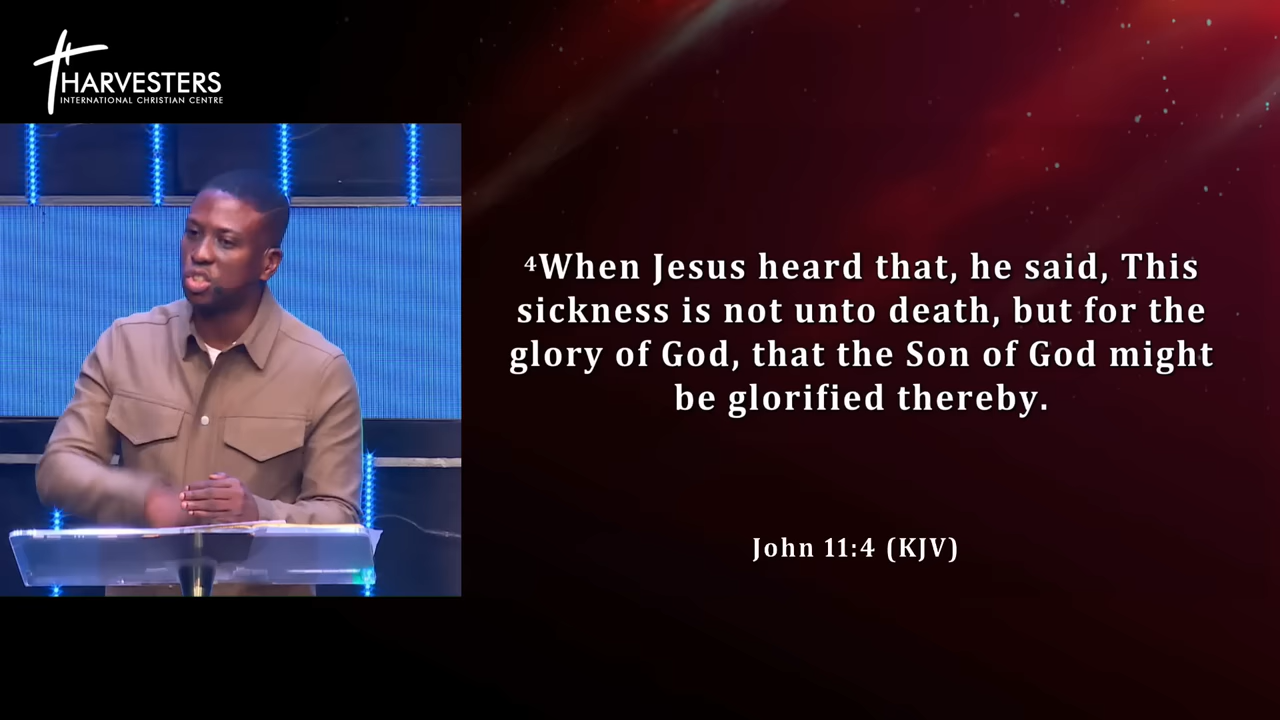 HARVESTERS
INTERNATIONAL CHRISTIAN CENTRE
⁴When Jesus heard that, he said, This
sickness is not unto death, but for the
glory of God, that the Son of God might
be glorified thereby.
John 11:4 (KJV)